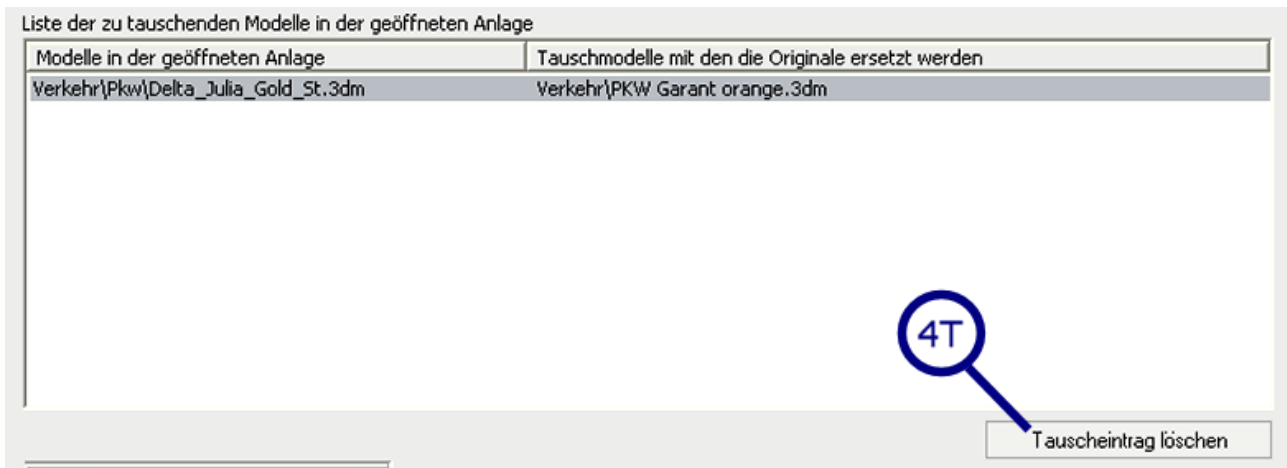 Liste der zu tauschenden Modelle in der geöffneten Anlage
Modelle in der geöffneten Anlage Tauschmodelle mit den die Originale ersetzt werden
Verkehr\Pkw\Delta_Julia_Gold_St.3dm Verkehr\PKW Garant orange.3dm
4T
Tauscheintrag löschen